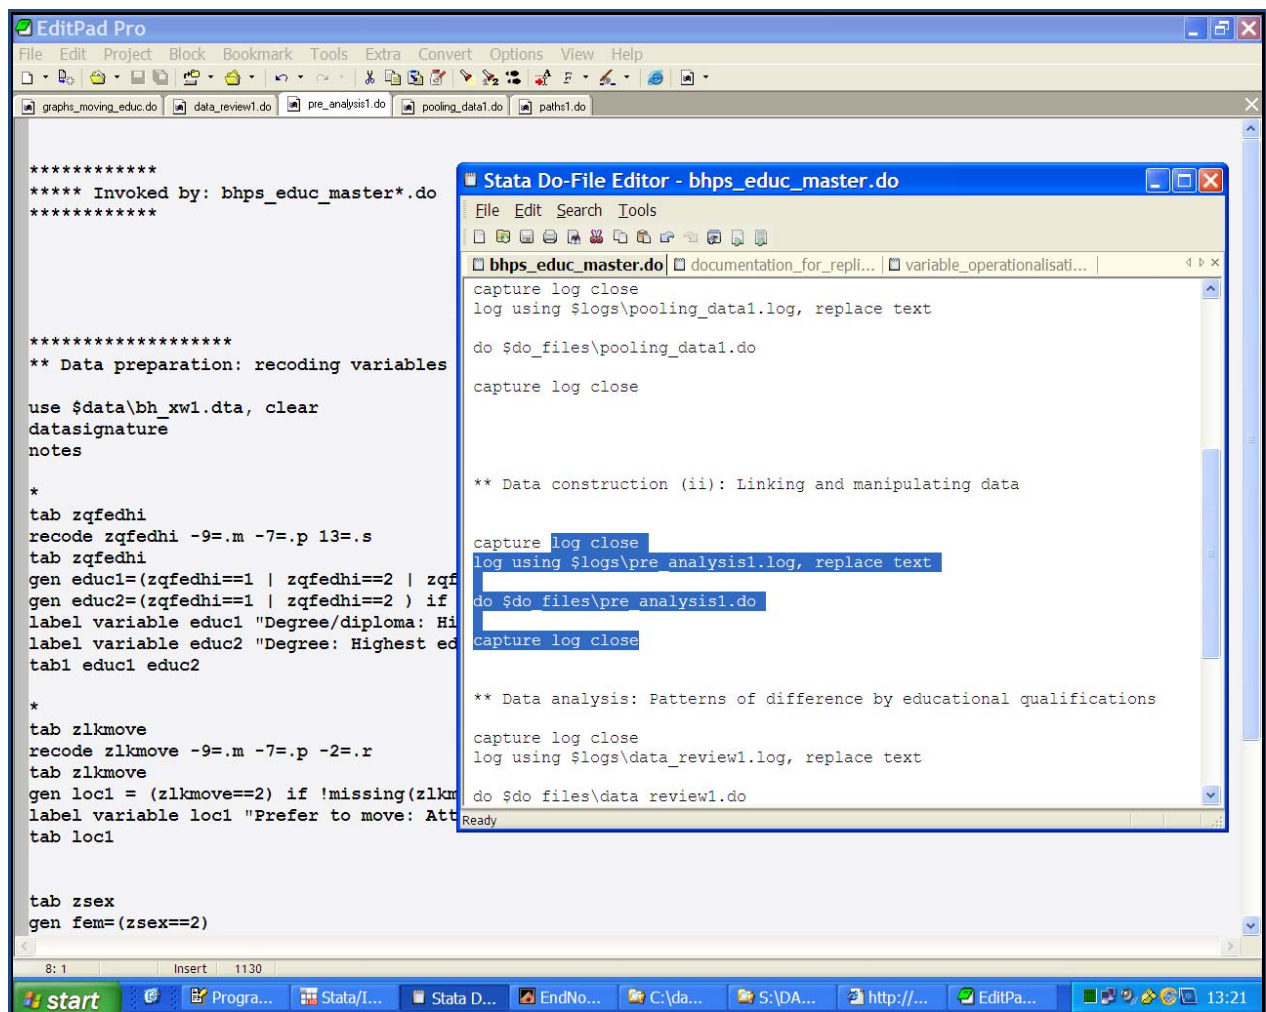 EditPad Pro
File Edit Project Block Bookmark Tools Extra Convert Options View Help
graphs_moving_educ.do data_review1.do pre_analysis1.do pooling_data1.do paths1.do
************
***** Invoked by: bhps_educ_master*.do
************
*******************
** Data preparation: recoding variables
use $data\bh_xw1.dta, clear
datasignature
notes
*
tab zqfedhi
recode zqfedhi -9=.m -7=.p 13=.s
tab zqfedhi
gen educ1=(zqfedhi==1 | zqfedhi==2 | zqf
gen educ2=(zqfedhi==1 | zqfedhi==2 ) if
label variable educ1 "Degree/diploma: Hi
label variable educ2 "Degree: Highest ed
tab1 educ1 educ2
*
tab zlkmove
recode zlkmove -9=.m -7=.p -2=.r
tab zlkmove
gen loc1 = (zlkmove==2) if !missing(zlkm
label variable loc1 "Prefer to move: Att
tab loc1
tab zsex
gen fem=(zsex==2)
8: 1 Insert 1130
Stata Do-File Editor - bhps_educ_master.do
File Edit Search Tools
bhps_educ_master.do documentation_for_repli... variable_operationalisati...
capture log close
log using $logs\pooling_data1.log, replace text
do $do_files\pooling_data1.do
capture log close
** Data construction (ii): Linking and manipulating data
capture log close
log using $logs\pre_analysis1.log, replace text
do $do_files\pre_analysis1.do
capture log close
** Data analysis: Patterns of difference by educational qualifications
capture log close
log using $logs\data_review1.log, replace text
do $do_files\data_review1.do
Ready
start Progra... Stata/I... Stata D... EndNo... C:\da... S:\DA... http://... EditPa... 13:21